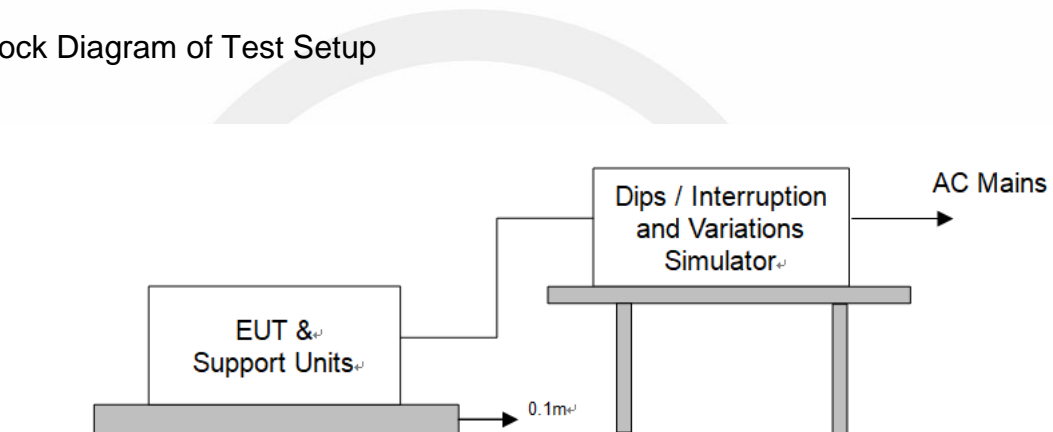 ock Diagram of Test Setup
Dips / Interruption
and Variations
Simulator
AC Mains
EUT &
Support Units
0.1m